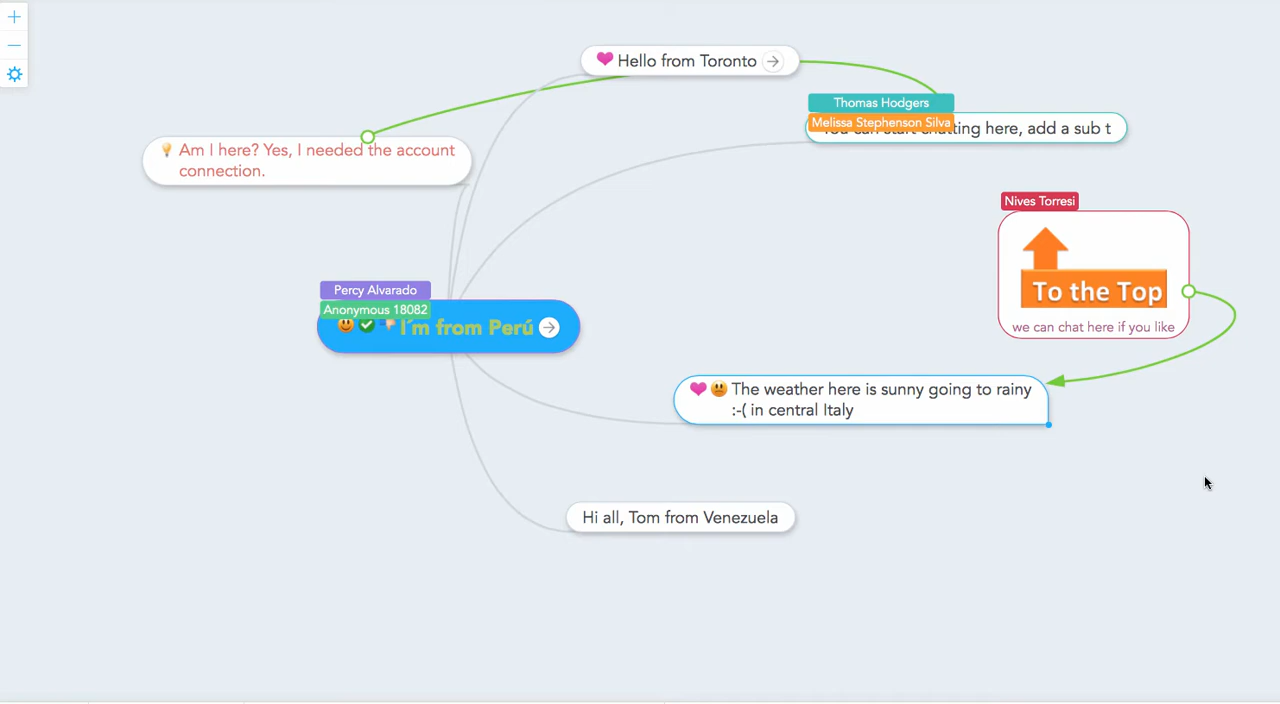 Hello from Toronto
Thomas Hodgers
Melissa Stephenson Silva
can start chatting here, add a sub t
Am I here? Yes, I needed the account
connection.
Nives Torresi
To the Top
we can chat here if you like
Percy Alvarado
Anonymous 18082
I´m from Perú
The weather here is sunny going to rainy
:-( in central Italy
Hi all, Tom from Venezuela